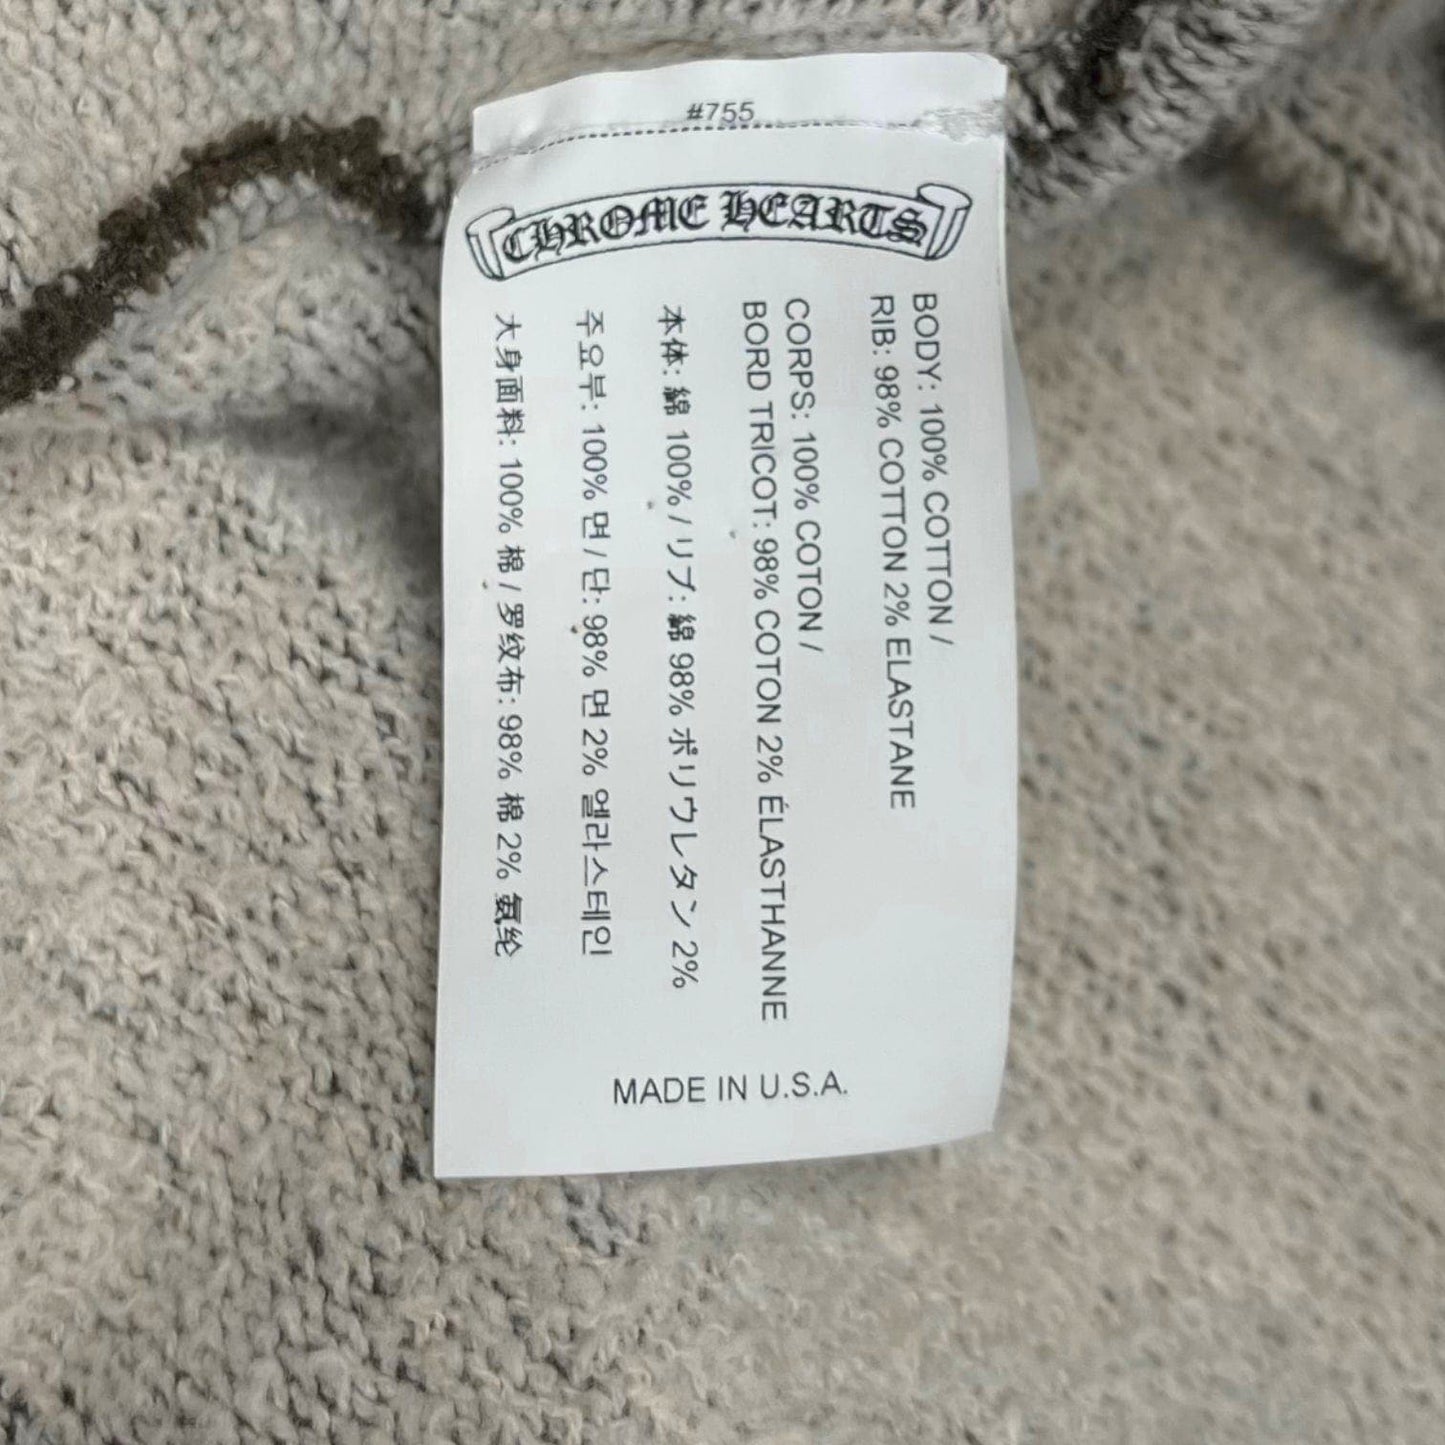 #755
CHROME HEARTS
BODY: 100% COTTON /
RIB: 98% COTTON 2% ELASTANE
CORPS: 100% COTON /
BORD TRICOT: 98% COTON 2% ÉLASTHANNE
本体: 綿 100% / リブ: 綿 98% ポリウレタン 2%
주요부: 100% 면 / 단: 98% 면 2% 엘라스테인
大身面料: 100% 棉 / 罗纹布: 98% 棉 2% 氨纶
MADE IN U.S.A.